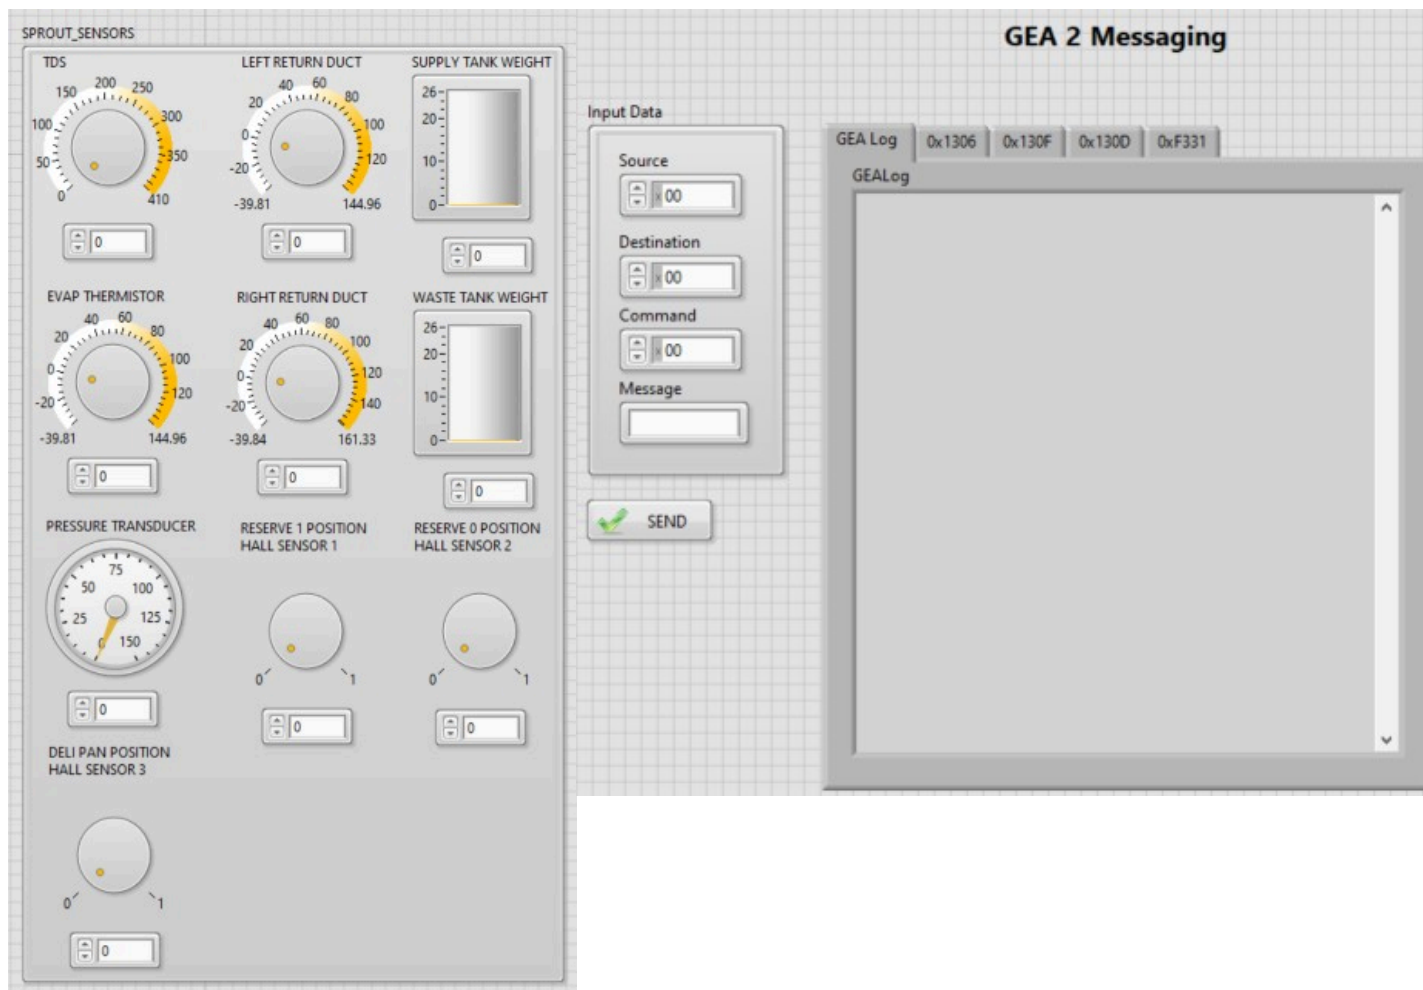 SPROUT_SENSORS
TDS
0
50
100
150
200
250
300
350
410
0
LEFT RETURN DUCT
-39.81
-20
0
20
40
60
80
100
120
144.96
0
SUPPLY TANK WEIGHT
26
20
10
0
0
EVAP THERMISTOR
-39.81
-20
0
20
40
60
80
100
120
144.96
0
RIGHT RETURN DUCT
-39.84
-20
0
20
40
60
80
100
120
140
161.33
0
WASTE TANK WEIGHT
26
20
10
0
0
PRESSURE TRANSDUCER
0
25
50
75
100
125
150
0
RESERVE 1 POSITION
HALL SENSOR 1
0
1
0
RESERVE 0 POSITION
HALL SENSOR 2
0
1
0
DELI PAN POSITION
HALL SENSOR 3
0
1
0
GEA 2 Messaging
Input Data
Source
x 00
Destination
x 00
Command
x 00
Message
SEND
GEA Log 0x1306 0x130F 0x130D 0xF331
GEALog